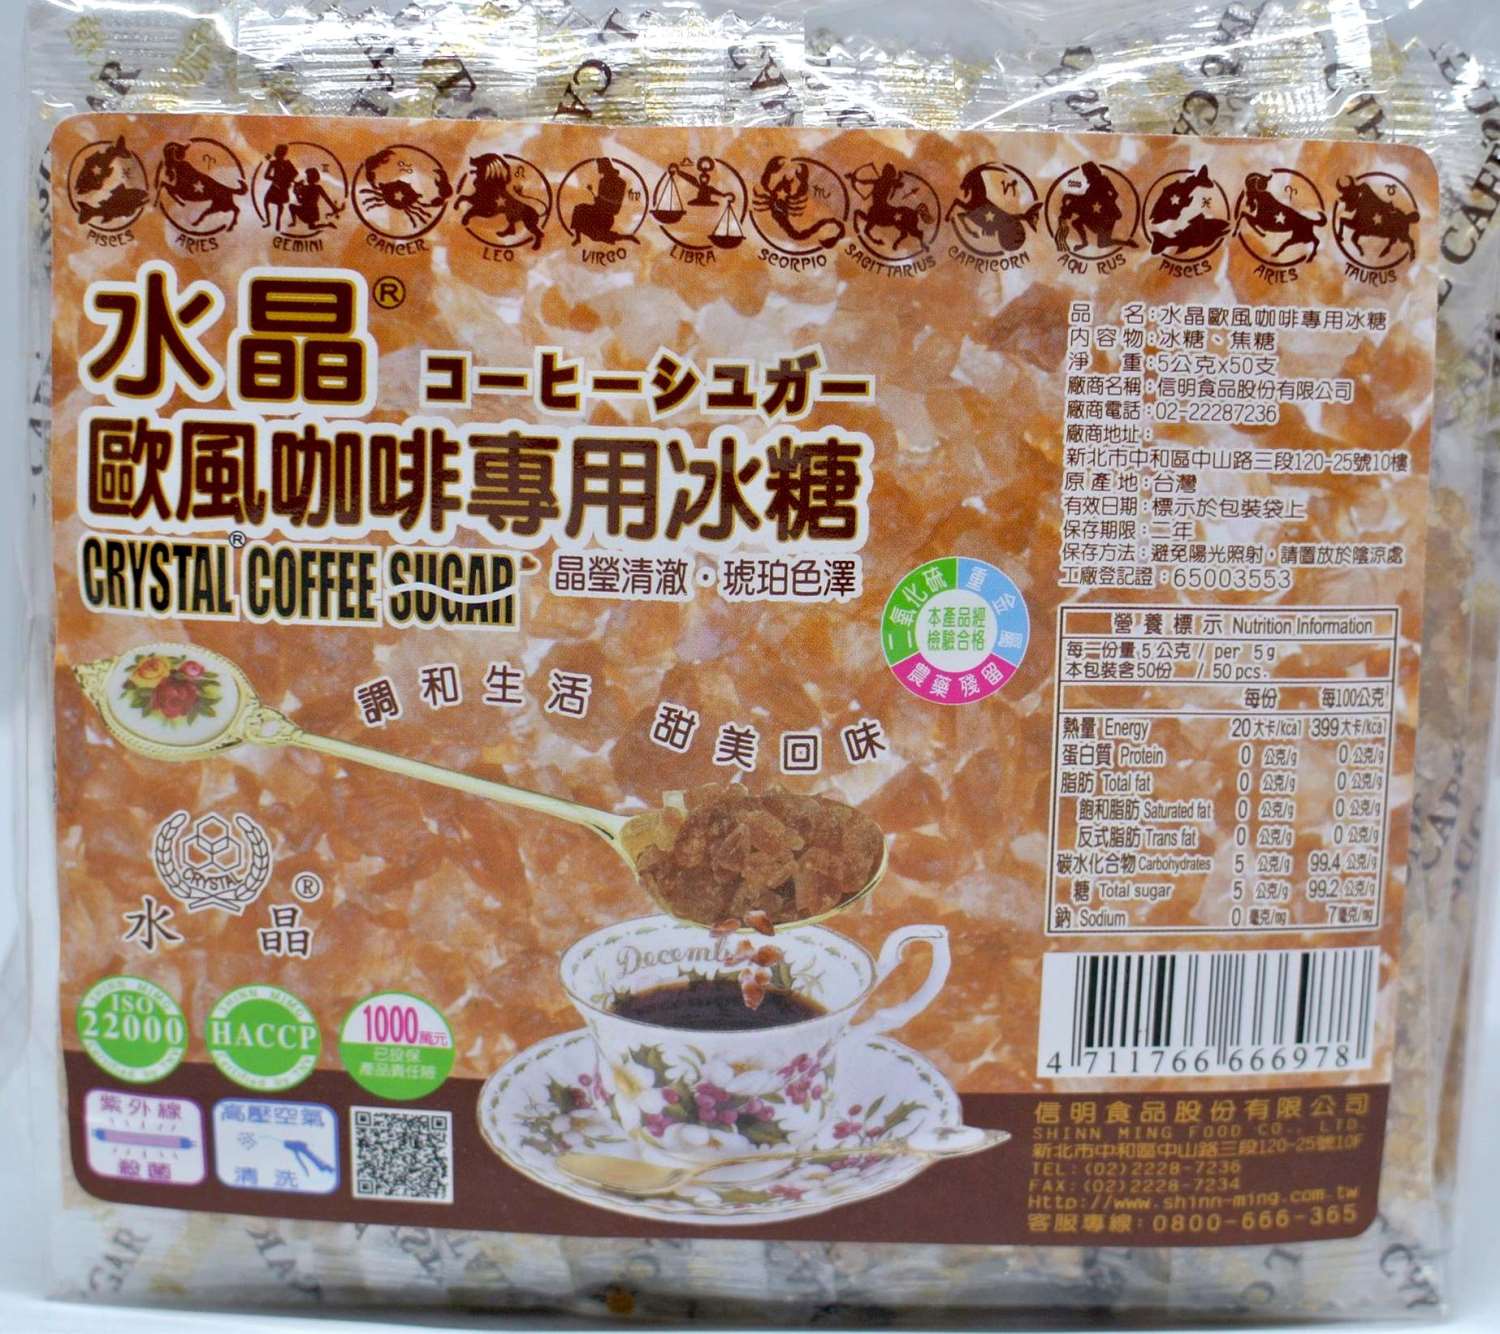 PISCES ARIES GEMINI CANCER LEO VIRGO LIBRA SCORPIO SAGITTARIUS CAPRICORN AQU RUS PISCES ARIES TAURUS
水晶®
コーヒーシュガー
歐風咖啡專用冰糖
CRYSTAL® COFFEE SUGAR
晶瑩清澈・琥珀色澤
調和生活 甜美回味
二氧化硫 重金屬 農藥殘留
本產品經
檢驗合格
CRYSTAL
水晶®
SHINN MING
ISO
22000
SHINN MING
HACCP
1000萬元
已投保
產品責任險
紫外線
殺菌
高壓空氣
清洗
December
品名:水晶歐風咖啡專用冰糖
內容物:冰糖、焦糖
淨重:5公克x50支
廠商名稱:信明食品股份有限公司
廠商電話:02-22287236
廠商地址:
新北市中和區中山路三段120-25號10樓
原產地:台灣
有效日期:標示於包裝袋上
保存期限:二年
保存方法:避免陽光照射,請置放於陰涼處
工廠登記證:65003553
營養標示 Nutrition Information
每一份量 5 公克 / per 5 g
本包裝含50份 / 50 pcs.
每份 每100公克
熱量 Energy 20 大卡/kcal 399 大卡/kcal
蛋白質 Protein 0 公克/g 0 公克/g
脂肪 Total fat 0 公克/g 0 公克/g
飽和脂肪 Saturated fat 0 公克/g 0 公克/g
反式脂肪 Trans fat 0 公克/g 0 公克/g
碳水化合物 Carbohydrates 5 公克/g 99.4 公克/g
糖 Total sugar 5 公克/g 99.2 公克/g
鈉 Sodium 0 毫克/mg 7毫克/mg
4 711766 666978
信明食品股份有限公司
SHINN MING FOOD CO., LTD.
新北市中和區中山路三段120-25號10F
TEL:(02)2228-7236
FAX:(02)2228-7234
Http://www.shinn-ming.com.tw
客服專線:0800-666-365